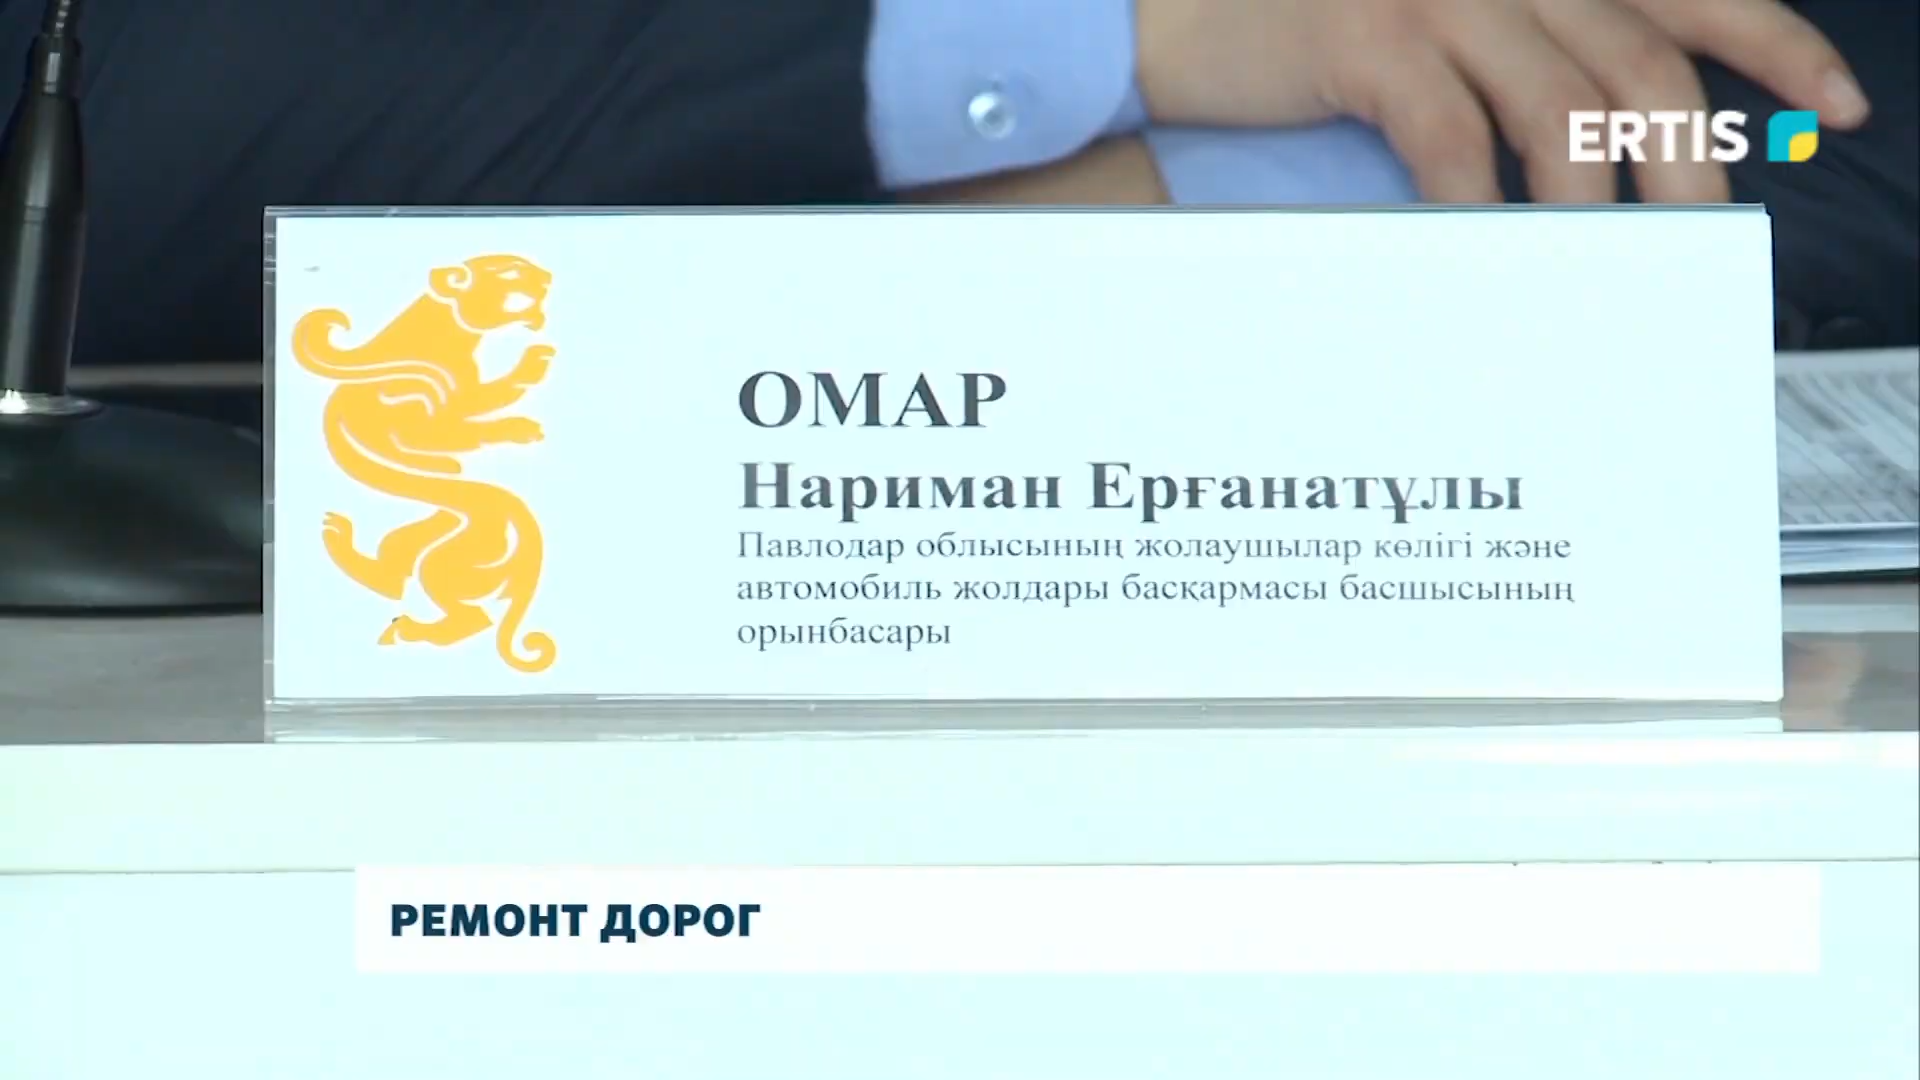 ERTIS
ОМАР
Нариман Ерғанатұлы
Павлодар облысының жолаушылар көлігі және
автомобиль жолдары басқармасы басшысының
орынбасары
РЕМОНТ ДОРОГ